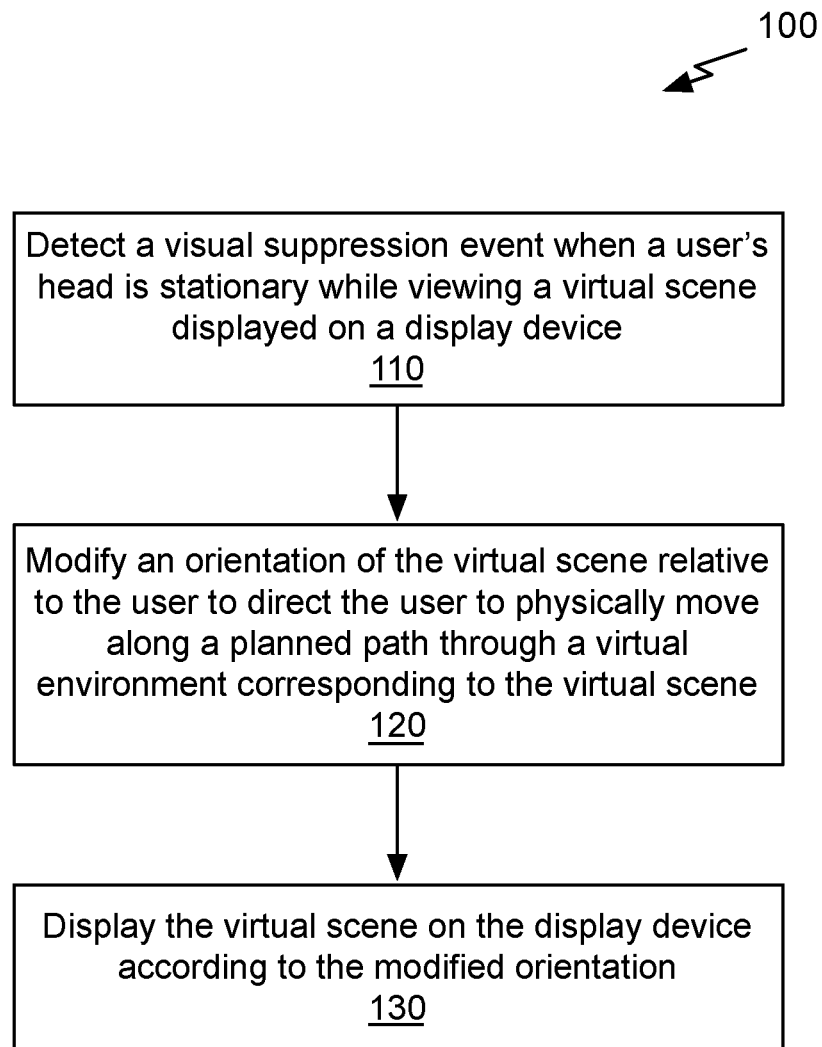 100
Detect a visual suppression event when a user’s
head is stationary while viewing a virtual scene
displayed on a display device
110
Modify an orientation of the virtual scene relative
to the user to direct the user to physically move
along a planned path through a virtual
environment corresponding to the virtual scene
120
Display the virtual scene on the display device
according to the modified orientation
130